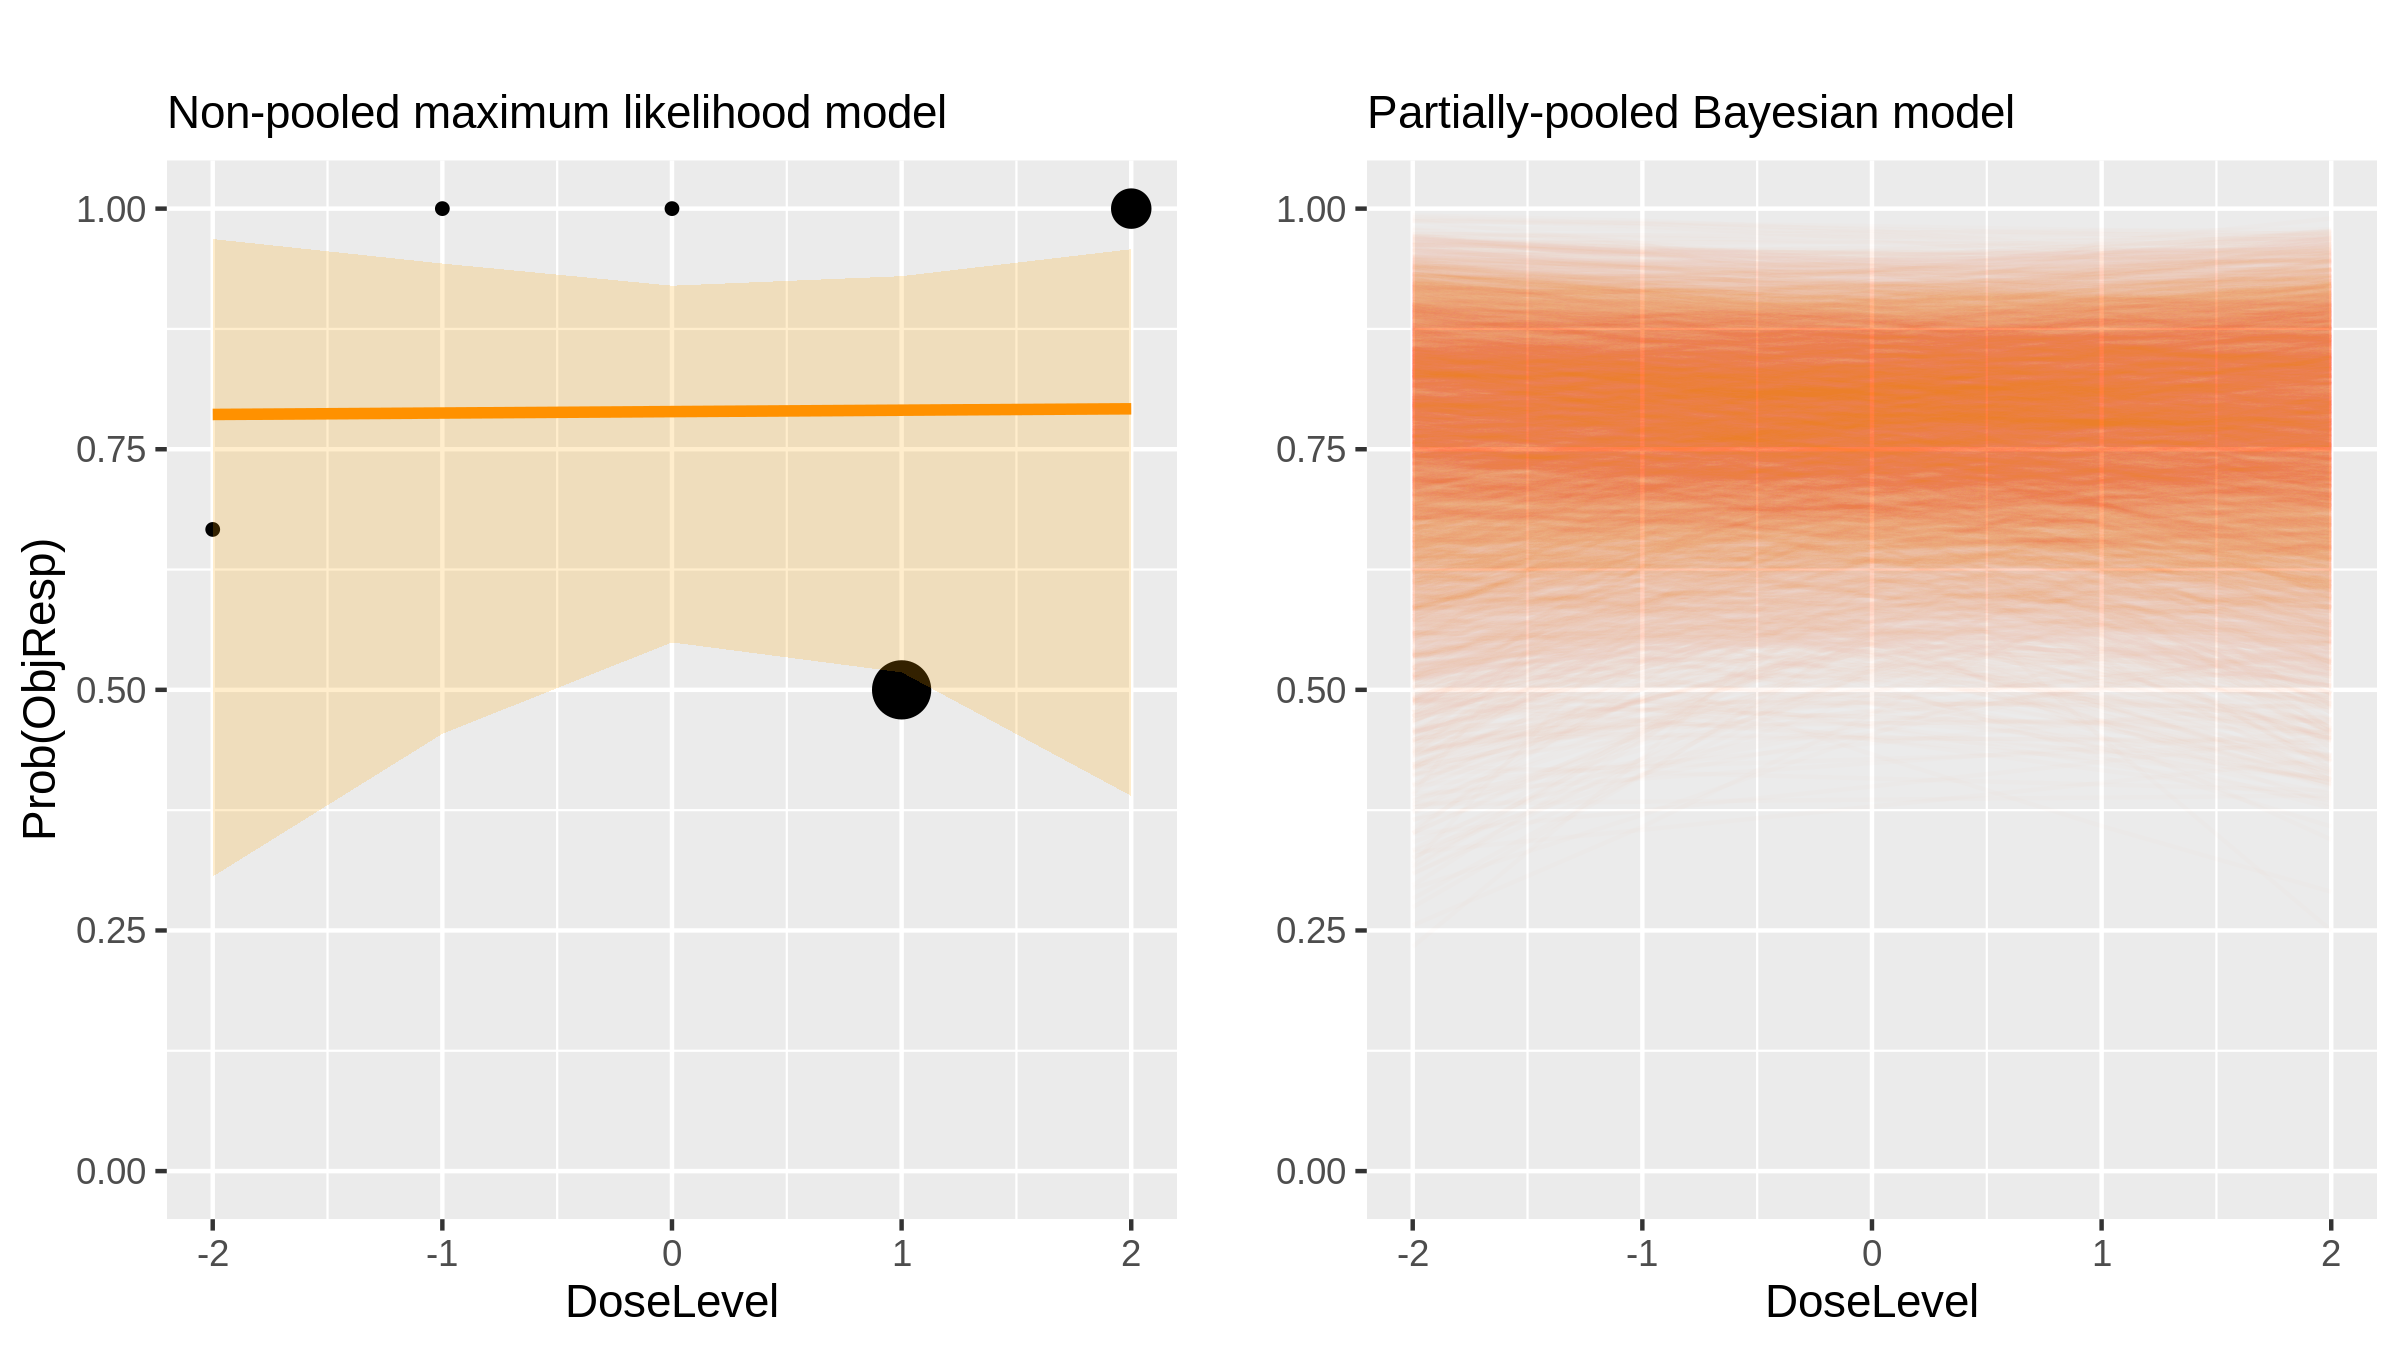 Non-pooled maximum likelihood model
Prob(ObjResp)
1.00
0.75
0.50
0.25
0.00
-2 -1 0 1 2
DoseLevel
Partially-pooled Bayesian model
1.00
0.75
0.50
0.25
0.00
-2 -1 0 1 2
DoseLevel